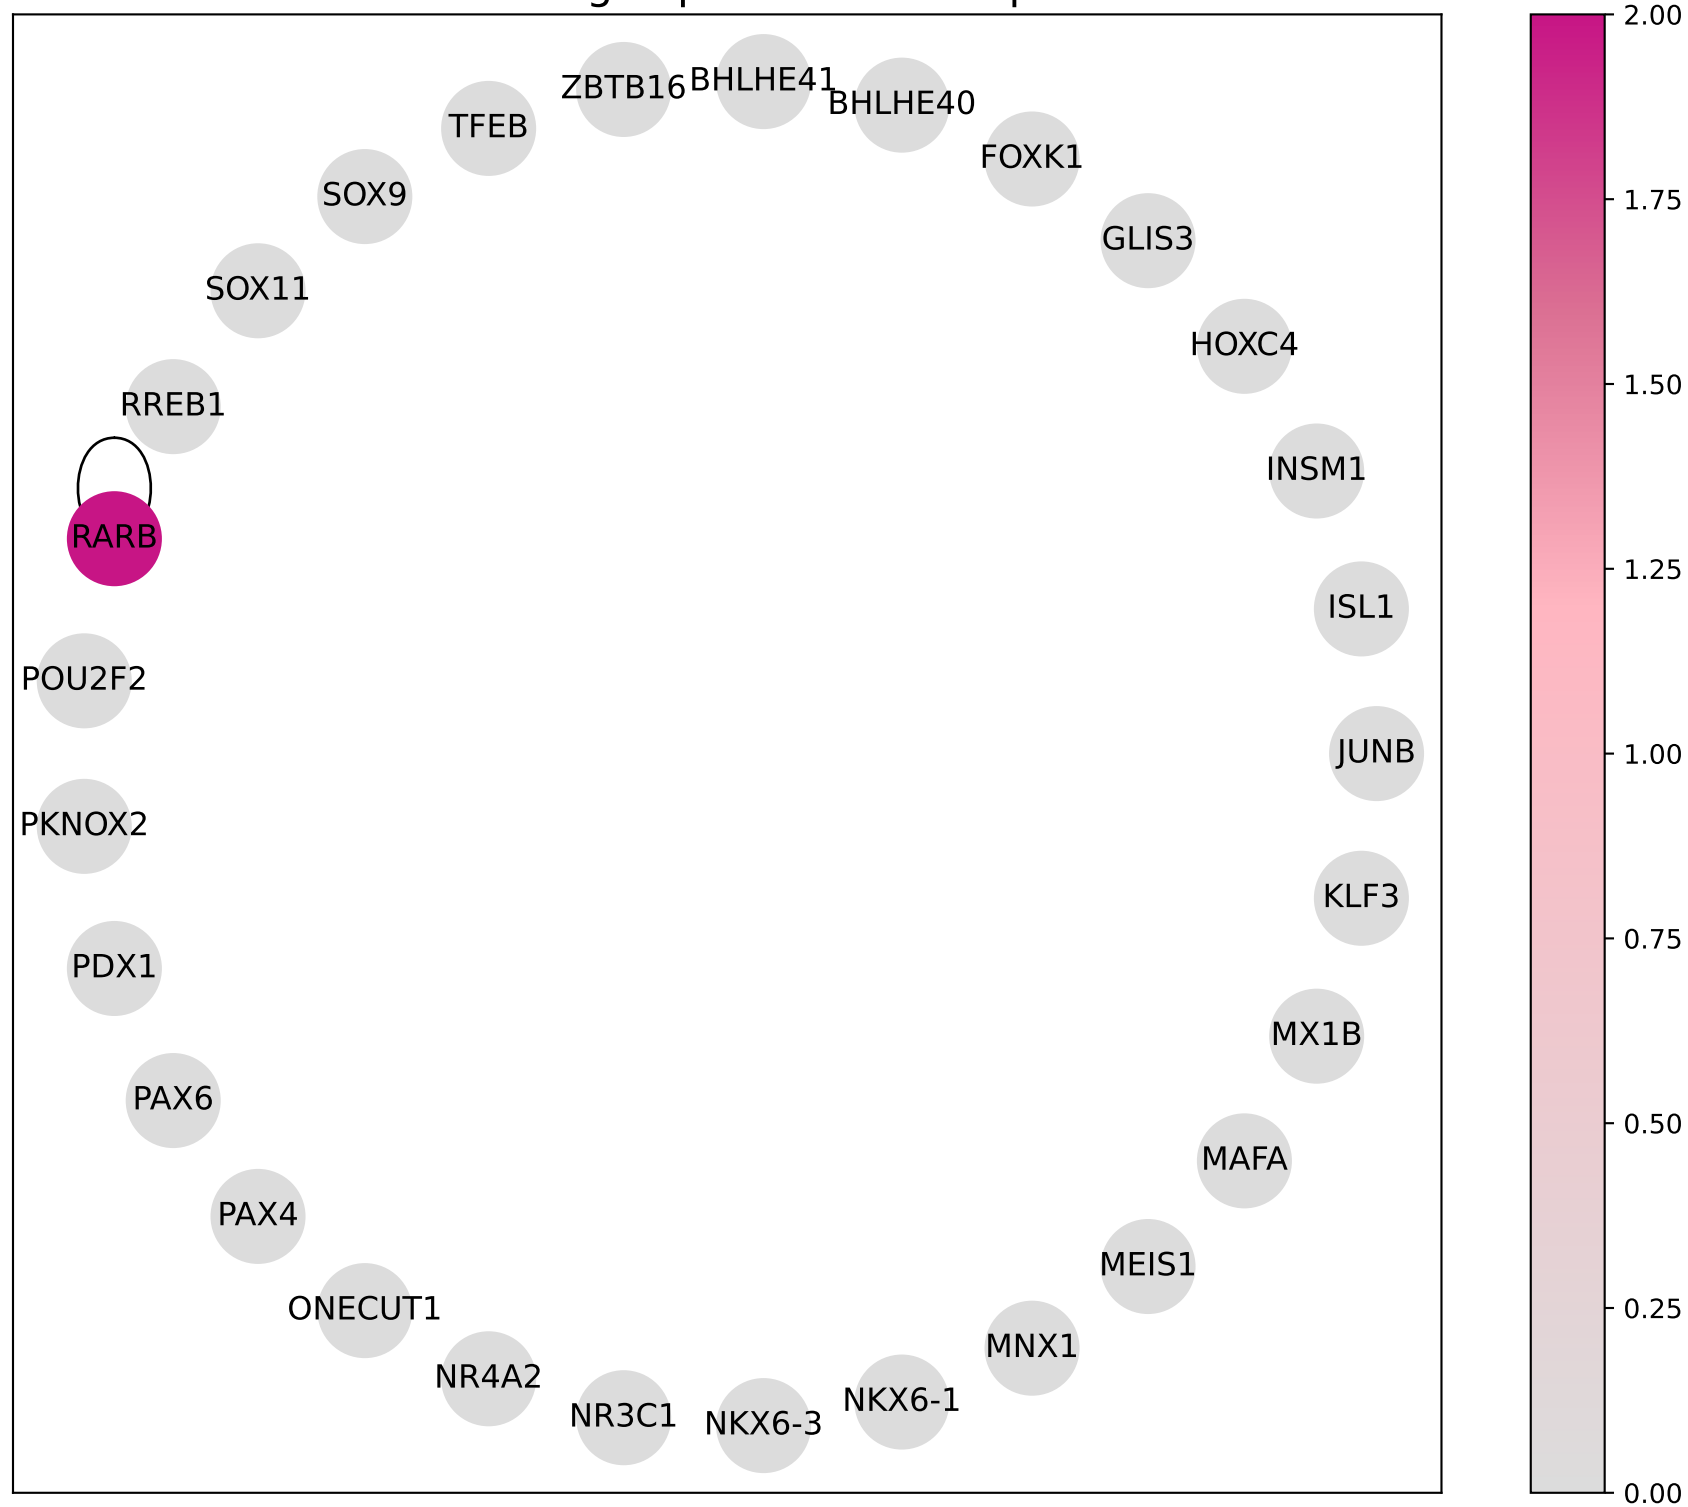 ZBTB16
BHLHE41
BHLHE40
TFEB
FOXK1
SOX9
GLIS3
SOX11
HOXC4
RREB1
INSM1
RARB
ISL1
POU2F2
JUNB
PKNOX2
KLF3
PDX1
MX1B
PAX6
MAFA
PAX4
MEIS1
ONECUT1
MNX1
NR4A2
NKX6-1
NR3C1
NKX6-3
2.00
1.75
1.50
1.25
1.00
0.75
0.50
0.25
0.00